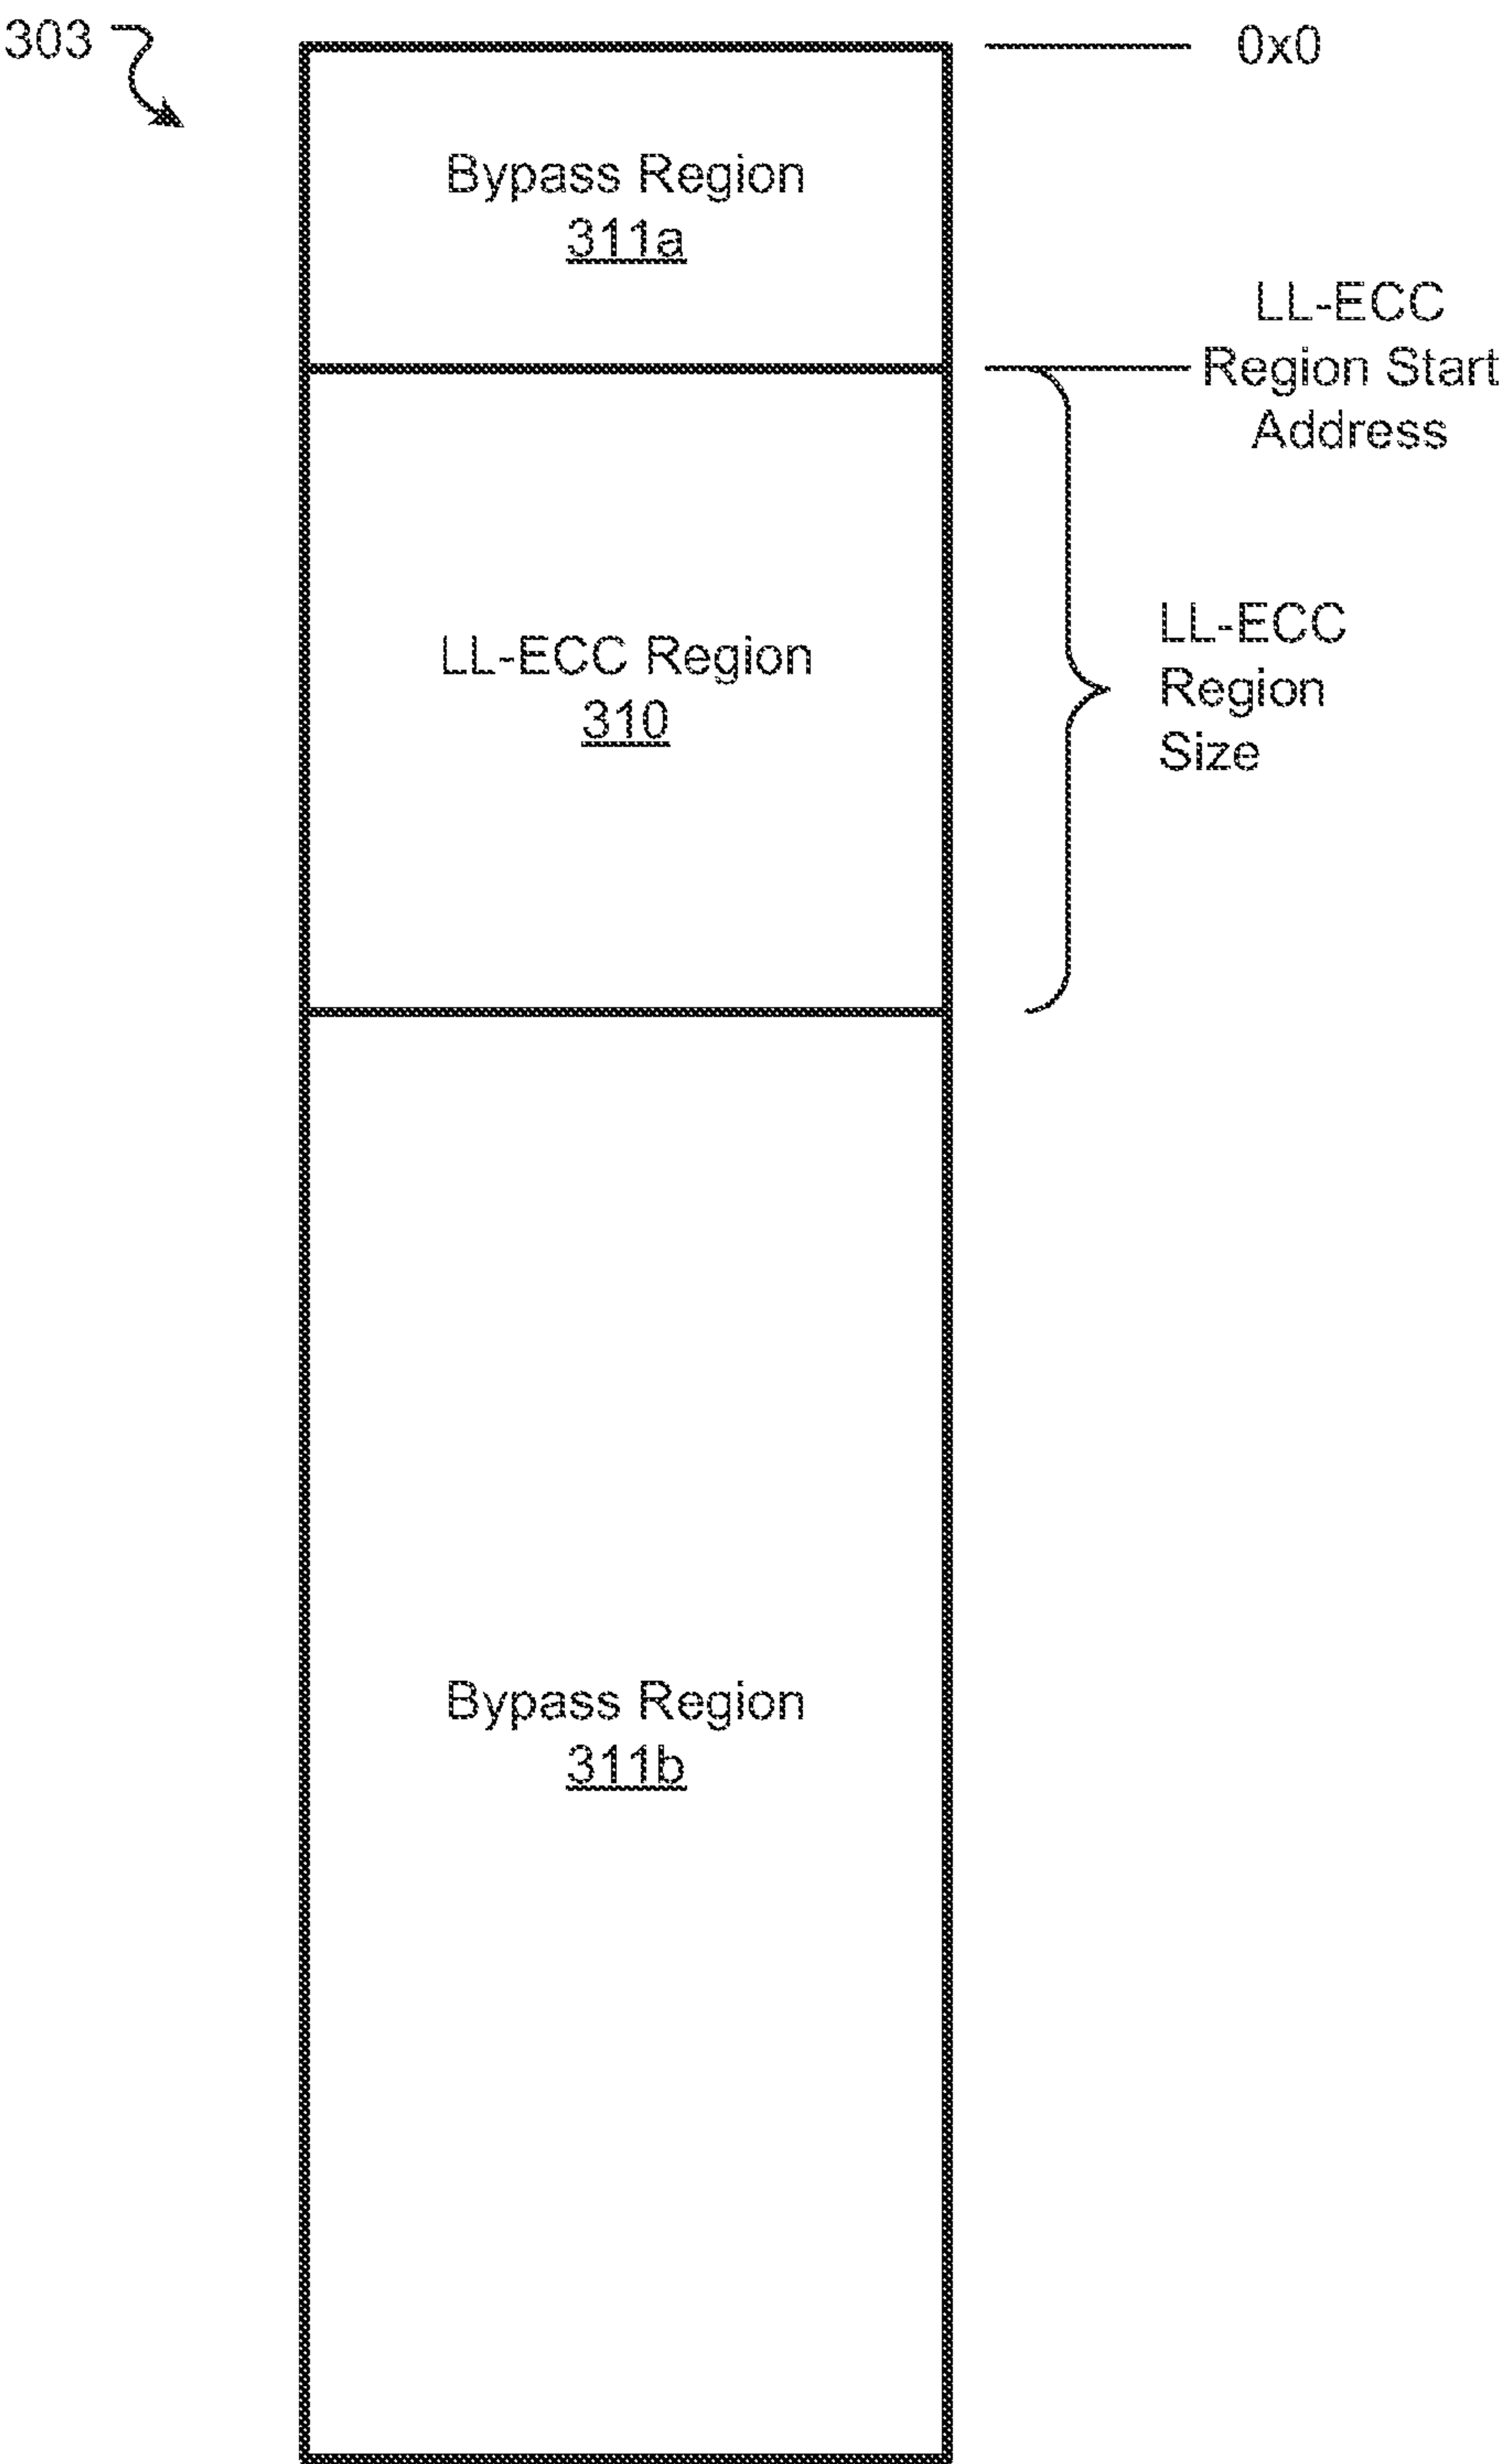 303
0x0
Bypass Region
311a
LL-ECC
Region Start
Address
LL-ECC Region
310
LL-ECC
Region
Size
Bypass Region
311b